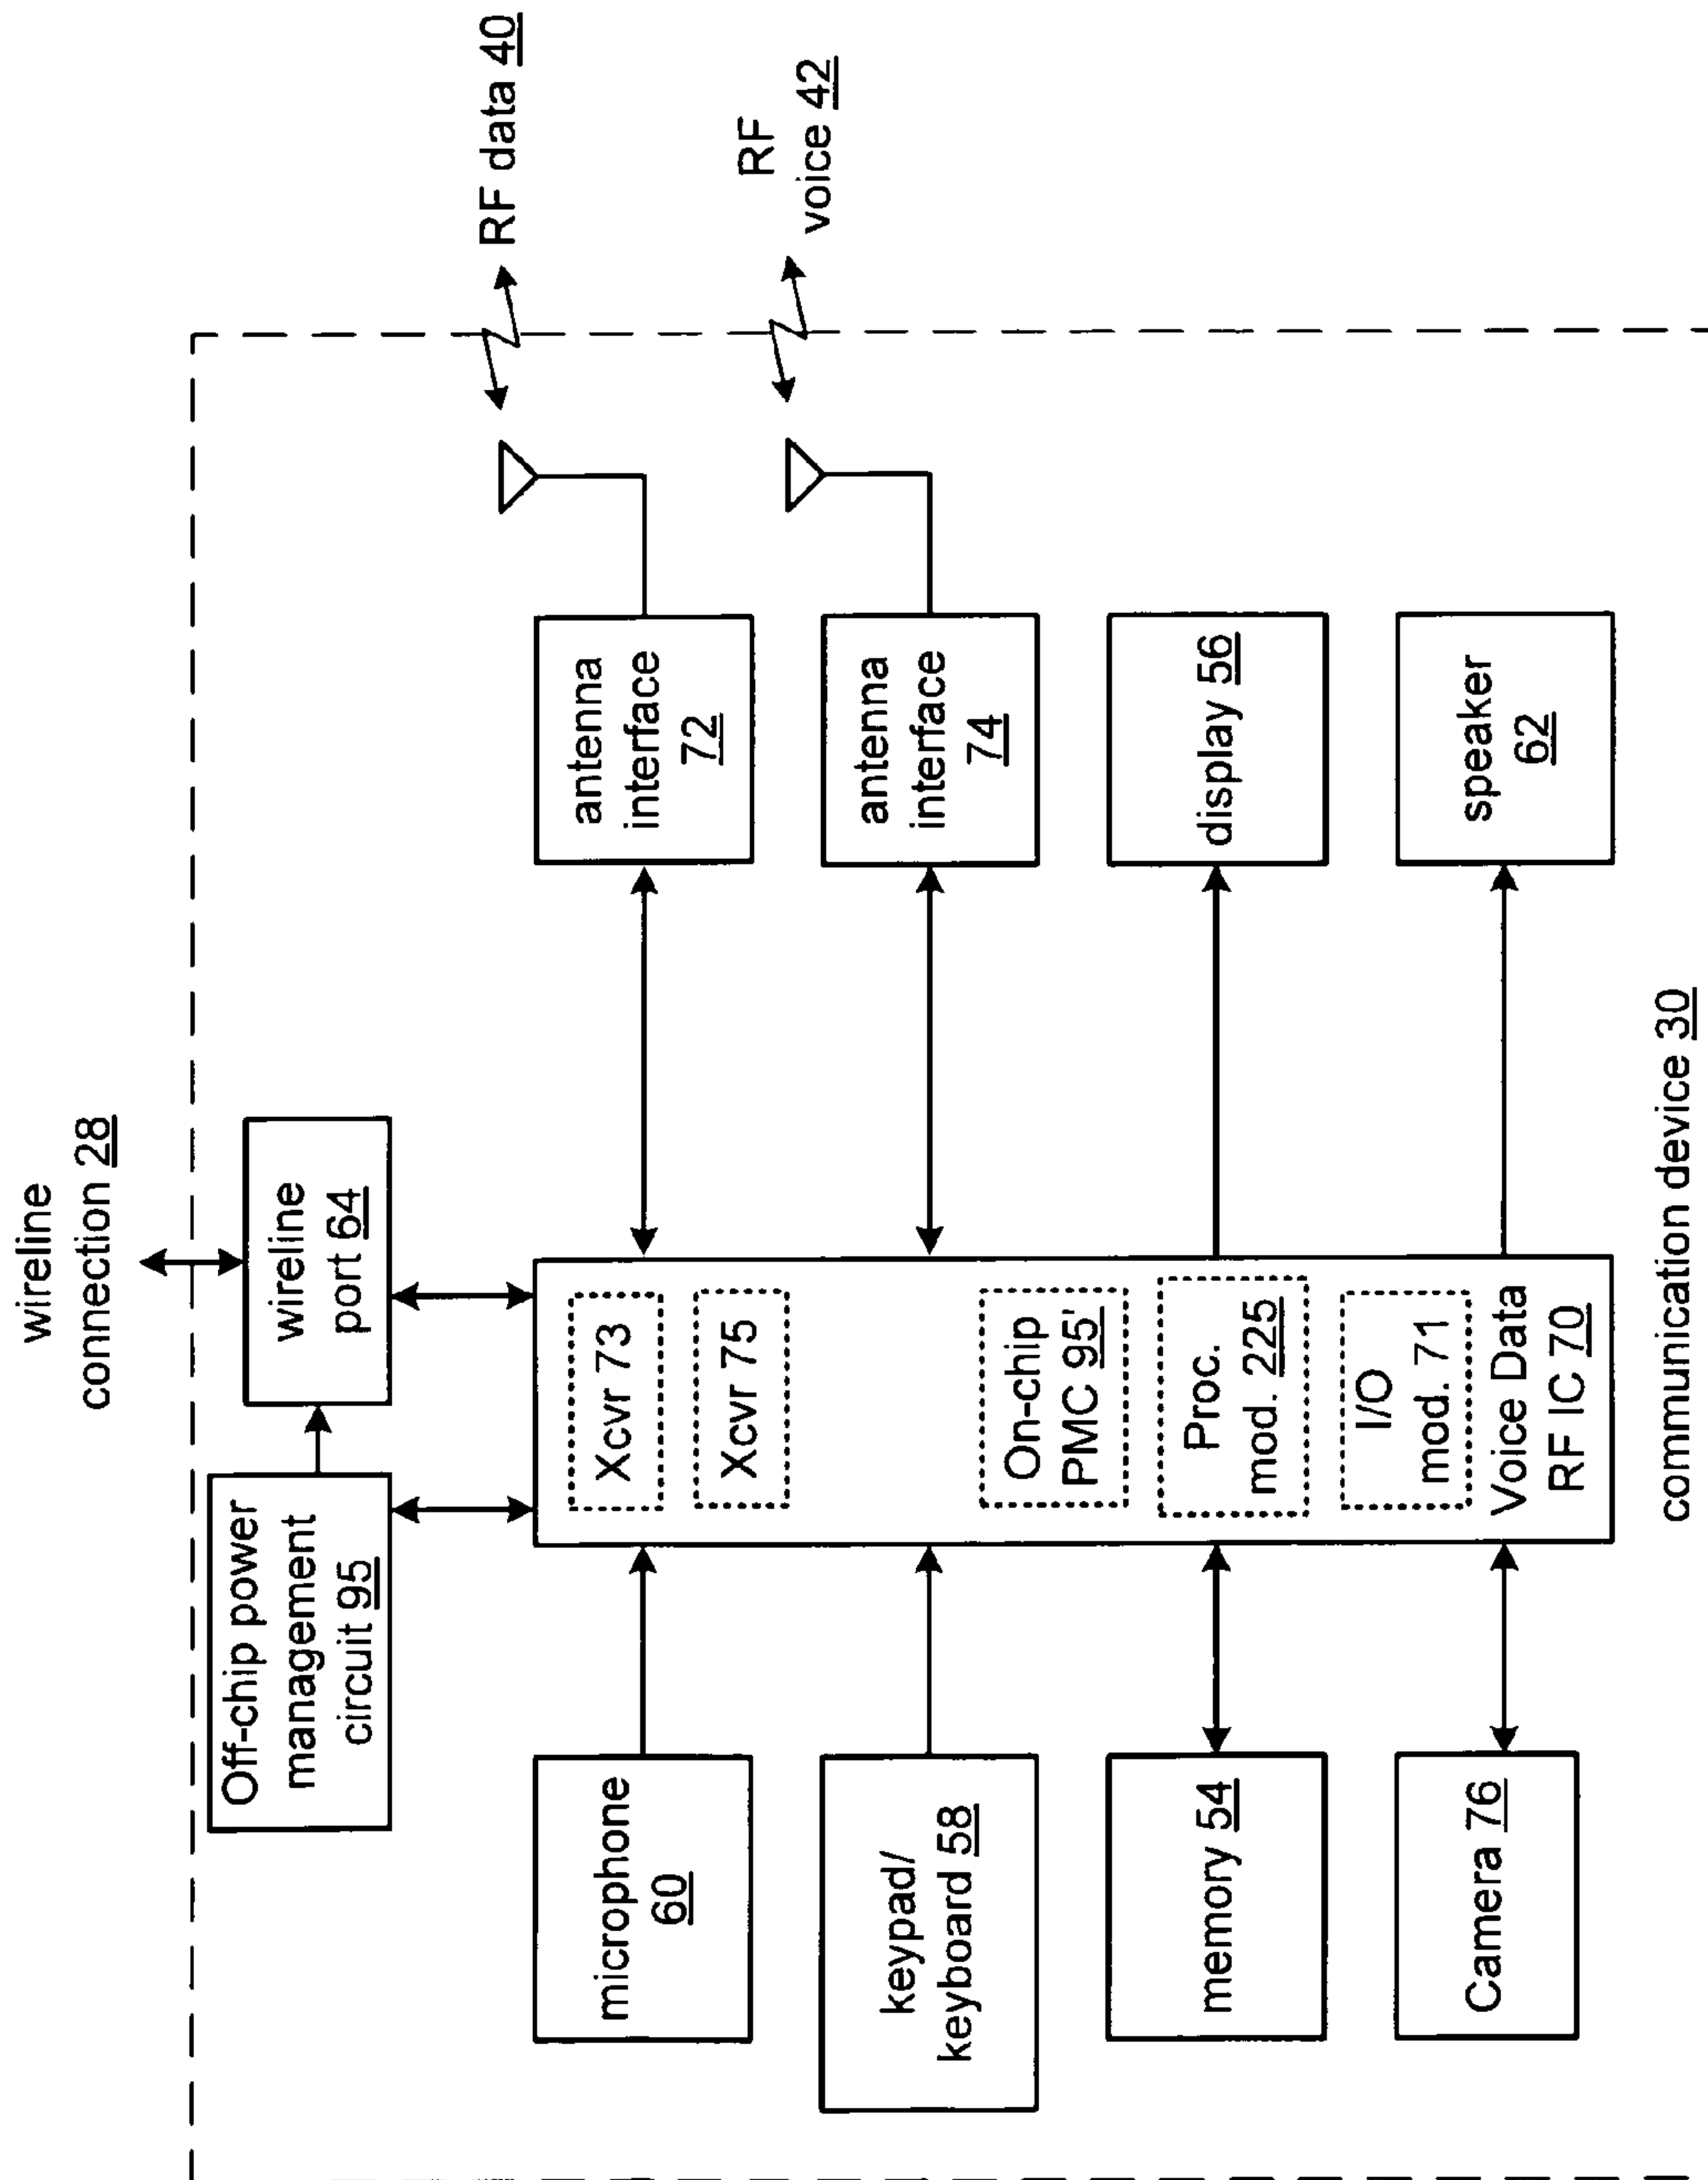 wireline
connection 28
Off-chip power
management
circuit 95
wireline
port 64
RF data 40
RF
voice 42
microphone
60
keypad/
keyboard 58
memory 54
Camera 76
Xcvr 73
Xcvr 75
On-chip
PMC 95'
Proc.
mod. 225
I/O
mod. 71
Voice Data
RF IC 70
antenna
interface
72
antenna
interface
74
display 56
speaker
62
communication device 30